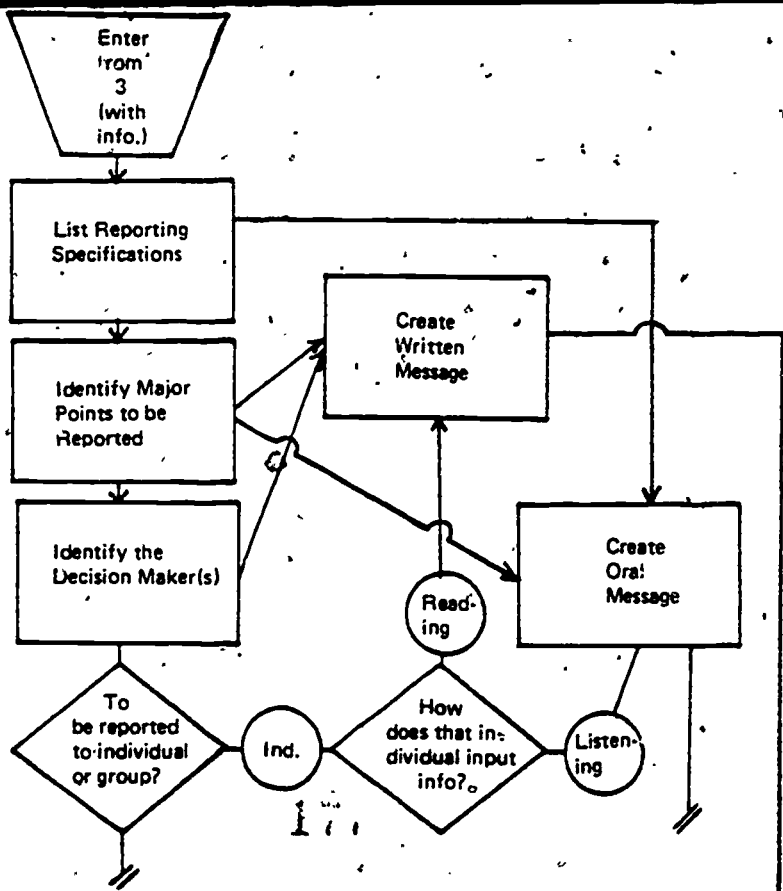 Enter
from
3
(with
info.)
List Reporting
Specifications
Create
Written
Message
Identify Major
Points to be
Reported
Identify the
Decision Maker(s)
Create
Oral
Message
Read-
ing
To
be reported
to individual
or group?
Ind.
How
does that in-
dividual input
info?
Listen-
ing